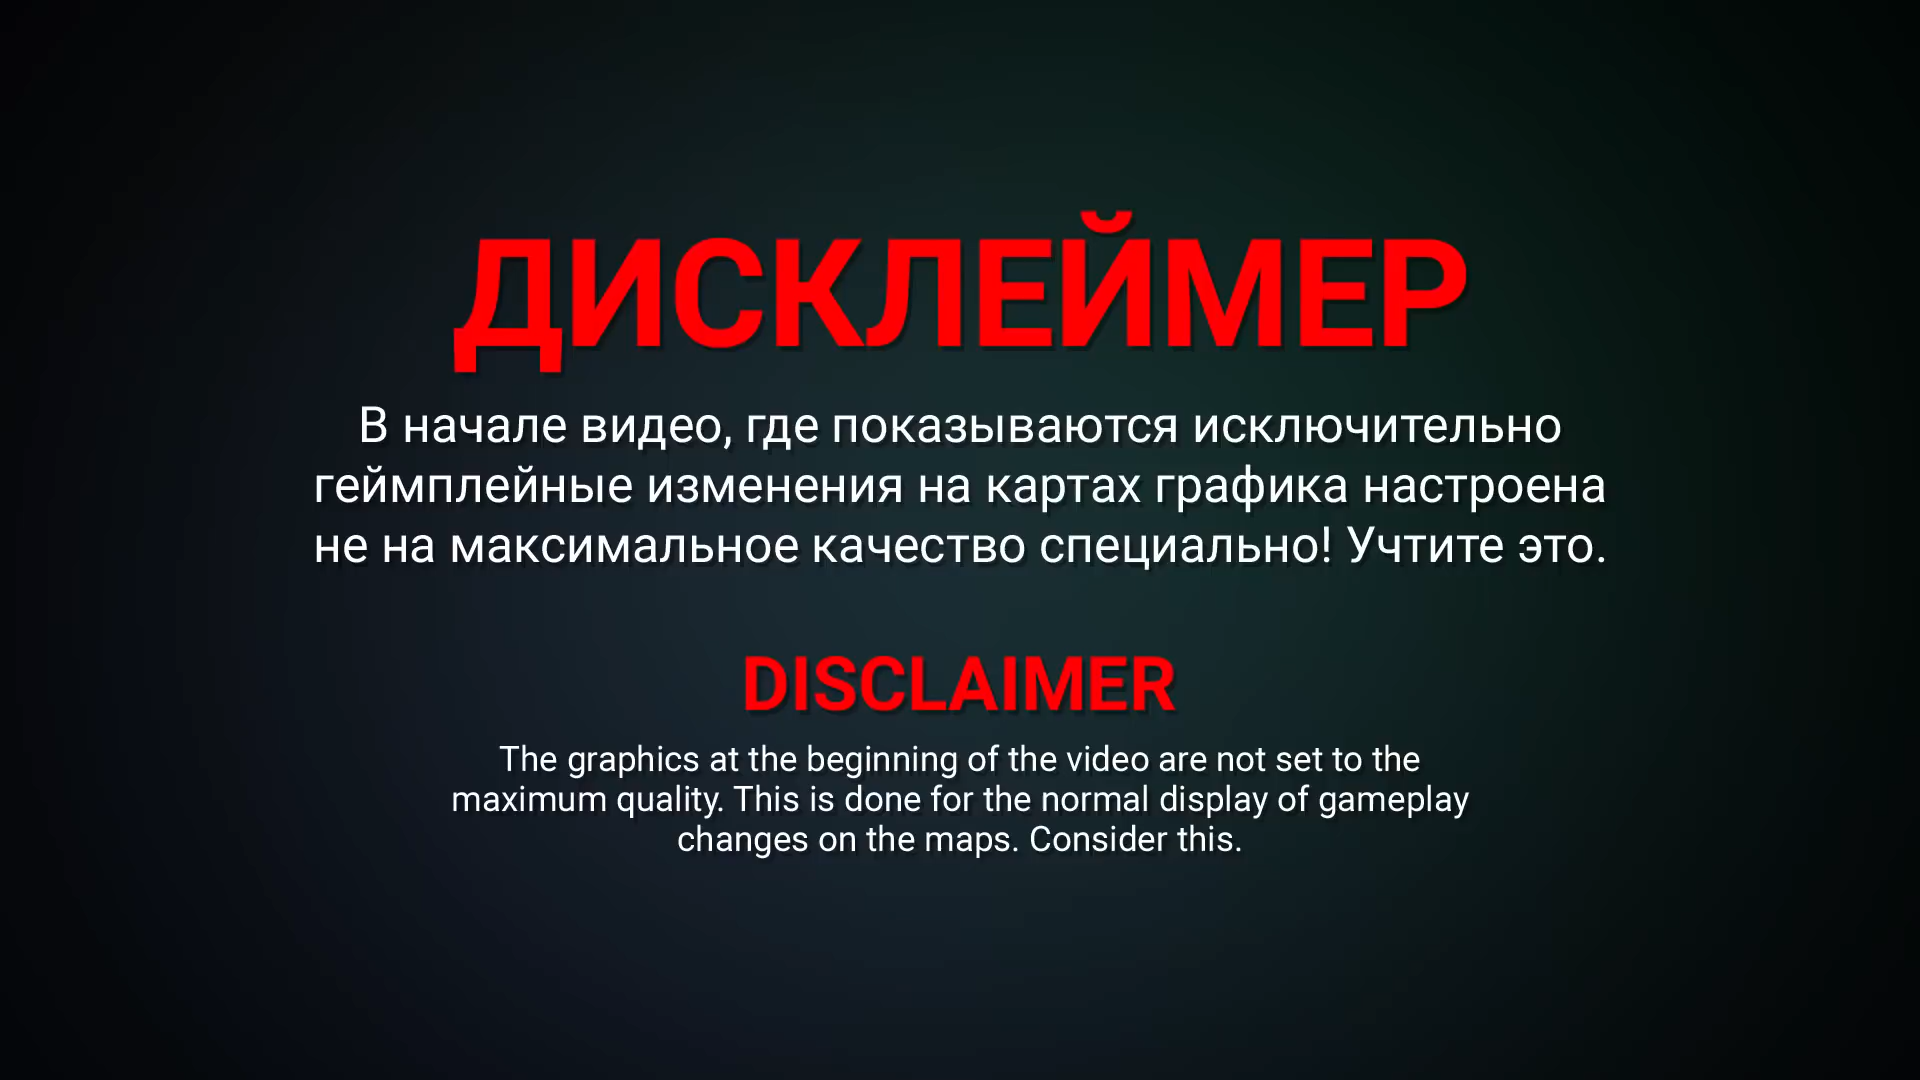 ДИСКЛЕЙМЕР
В начале видео, где показываются исключительно
геймплейные изменения на картах графика настроена
не на максимальное качество специально! Учтите это.
DISCLAIMER
The graphics at the beginning of the video are not set to the
maximum quality. This is done for the normal display of gameplay
changes on the maps. Consider this.